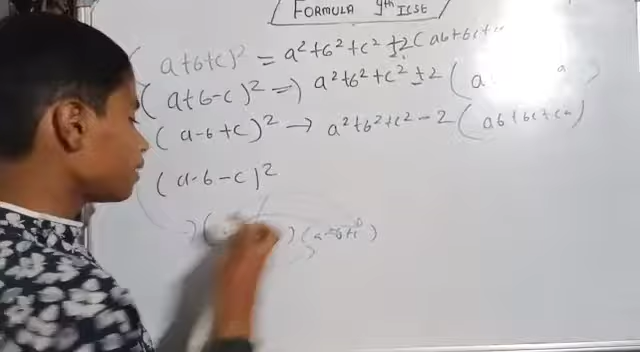 FORMULA 9th ICSE
(a+b+c)² = a²+b²+c² ±2(ab+bc+
(a+b-c)² =) a²+b²+c² ±2(a
(a-b+c)² → a²+b²+c²-2(ab+bc+ca)
(a-b-c)²